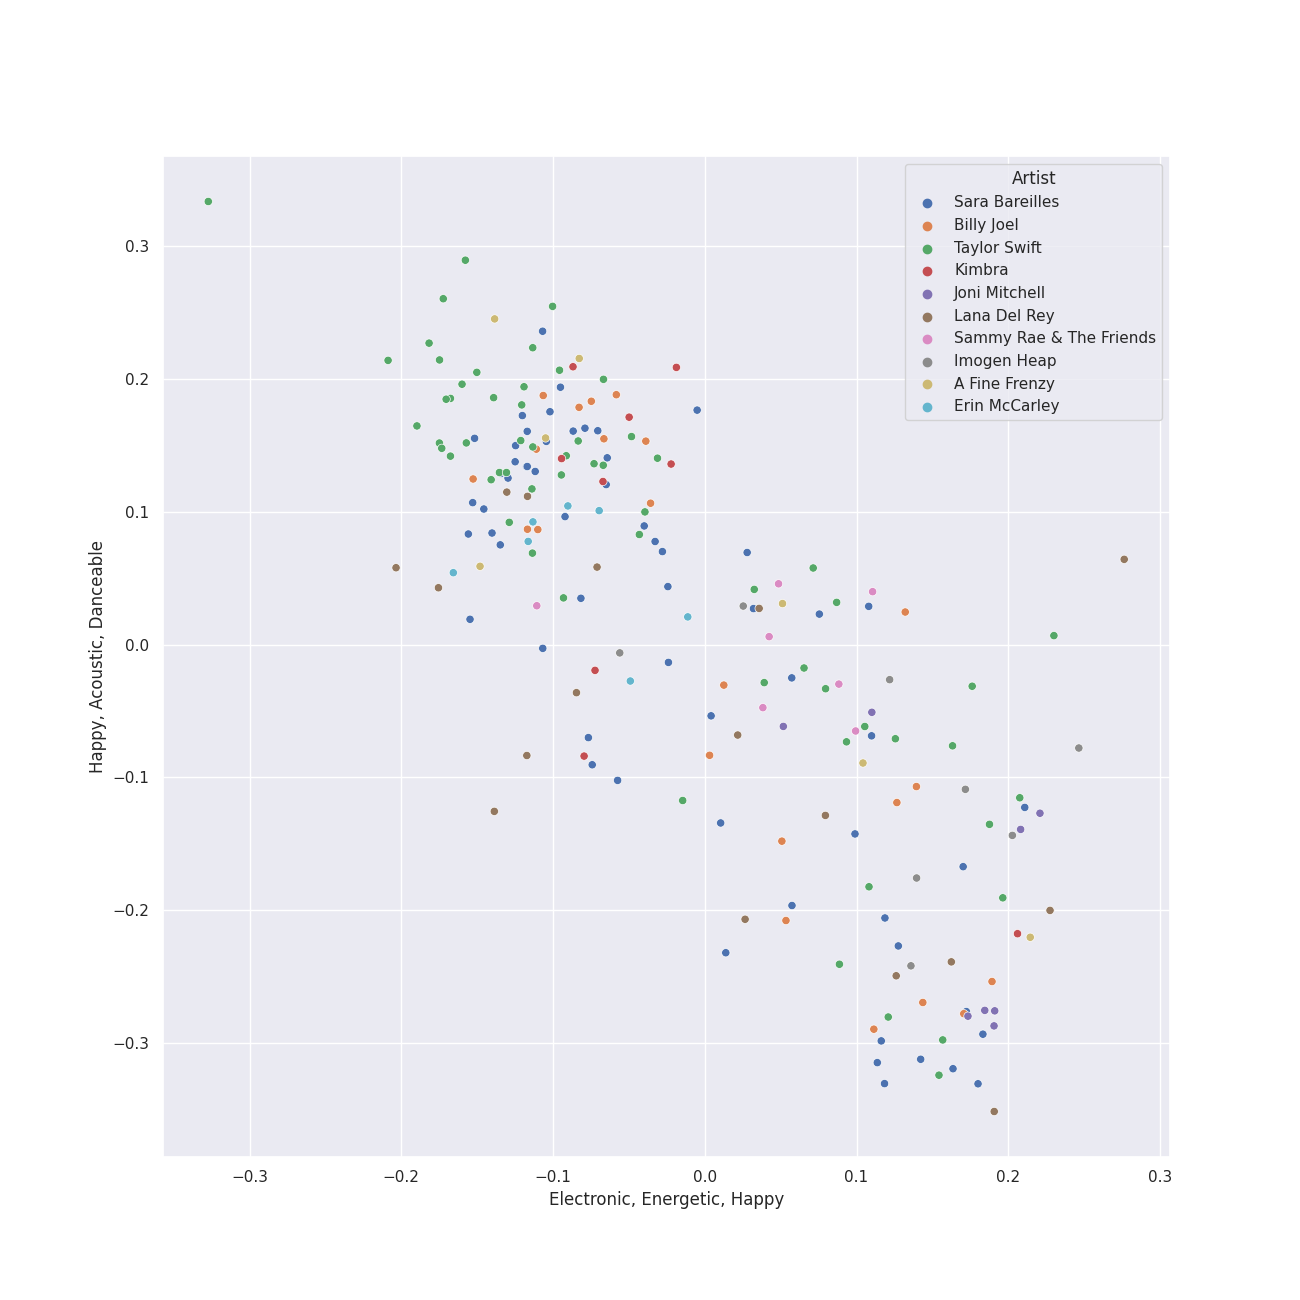 Artist
Sara Bareilles
Billy Joel
Taylor Swift
Kimbra
Joni Mitchell
Lana Del Rey
Sammy Rae & The Friends
Imogen Heap
A Fine Frenzy
Erin McCarley
0.3
0.2
0.1
0.0
−0.1
−0.2
−0.3
Happy, Acoustic, Danceable
−0.3 −0.2 −0.1 0.0 0.1 0.2 0.3
Electronic, Energetic, Happy